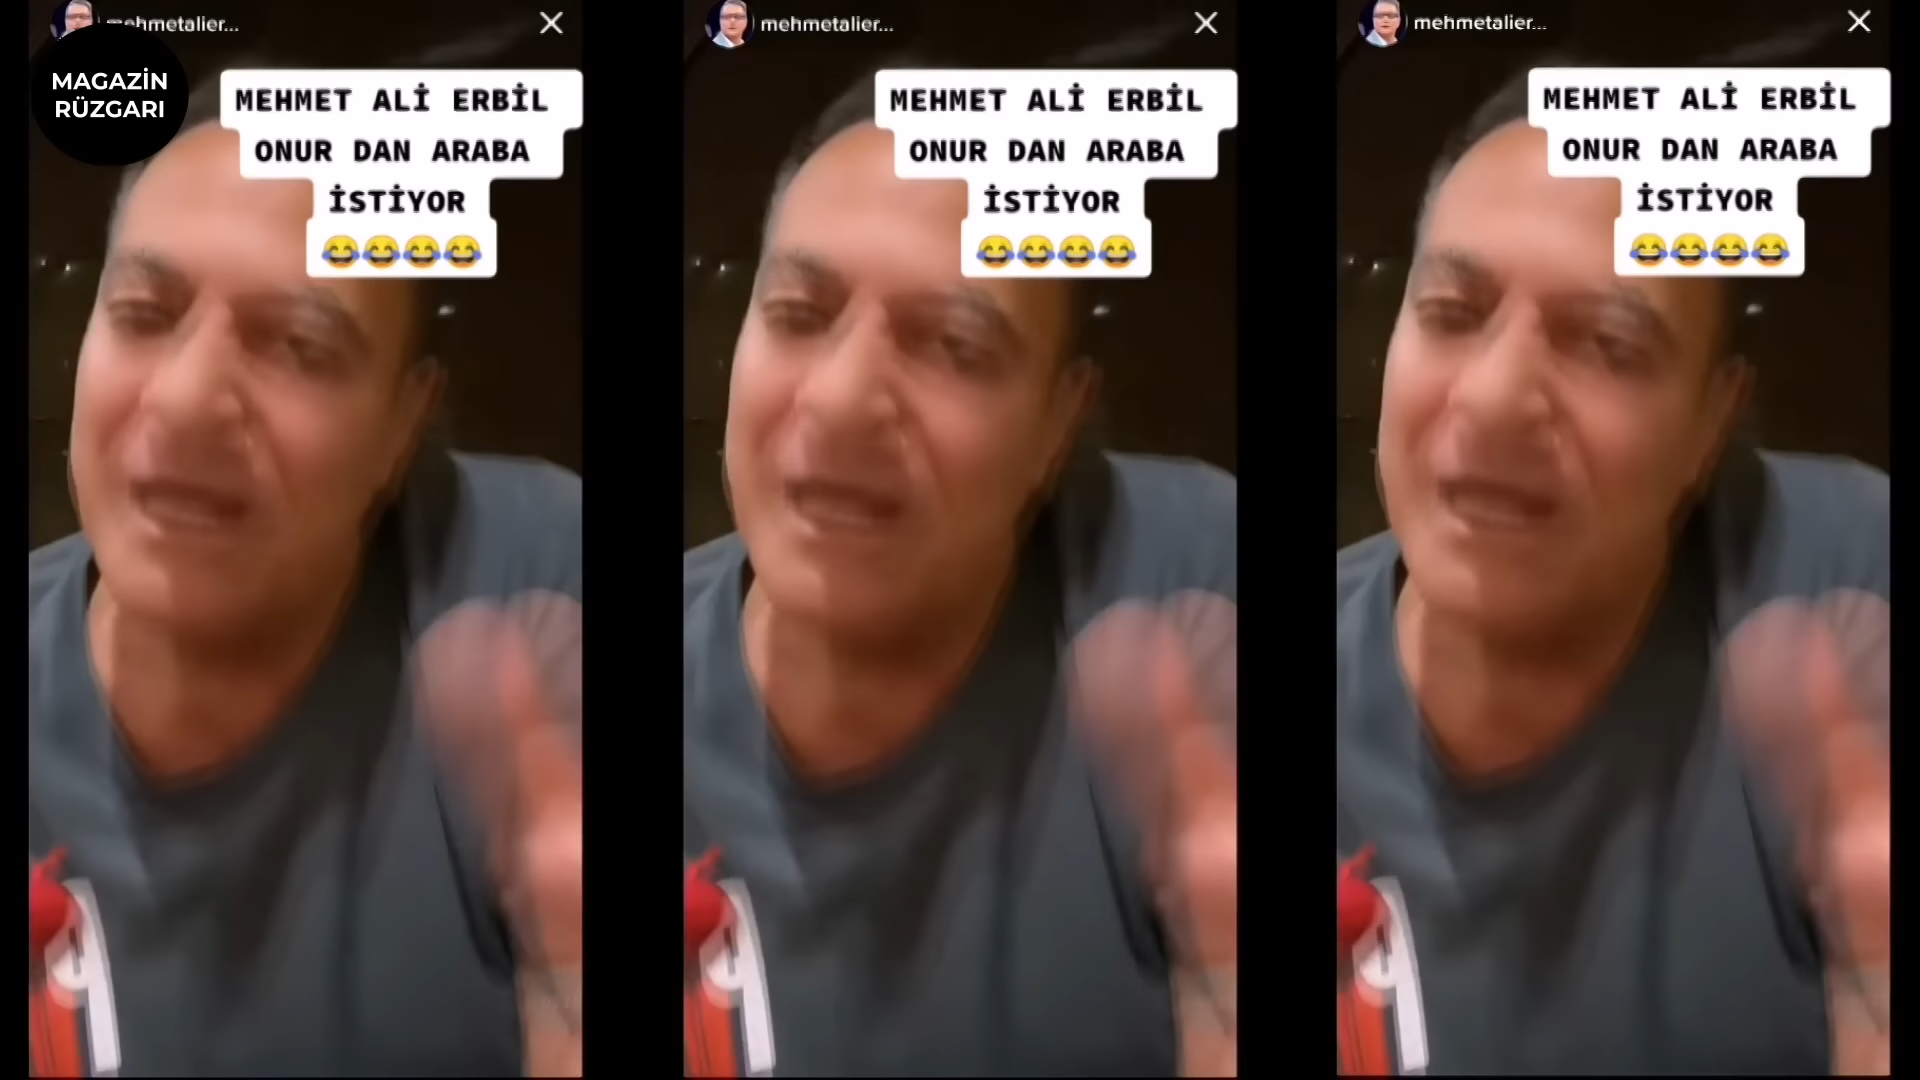 mehmetalier...
MAGAZİN
RÜZGARI
MEHMET ALİ ERBİL
ONUR DAN ARABA
İSTİYOR
😂😂😂😂
mehmetalier...
MEHMET ALİ ERBİL
ONUR DAN ARABA
İSTİYOR
😂😂😂😂
mehmetalier...
MEHMET ALİ ERBİL
ONUR DAN ARABA
İSTİYOR
😂😂😂😂